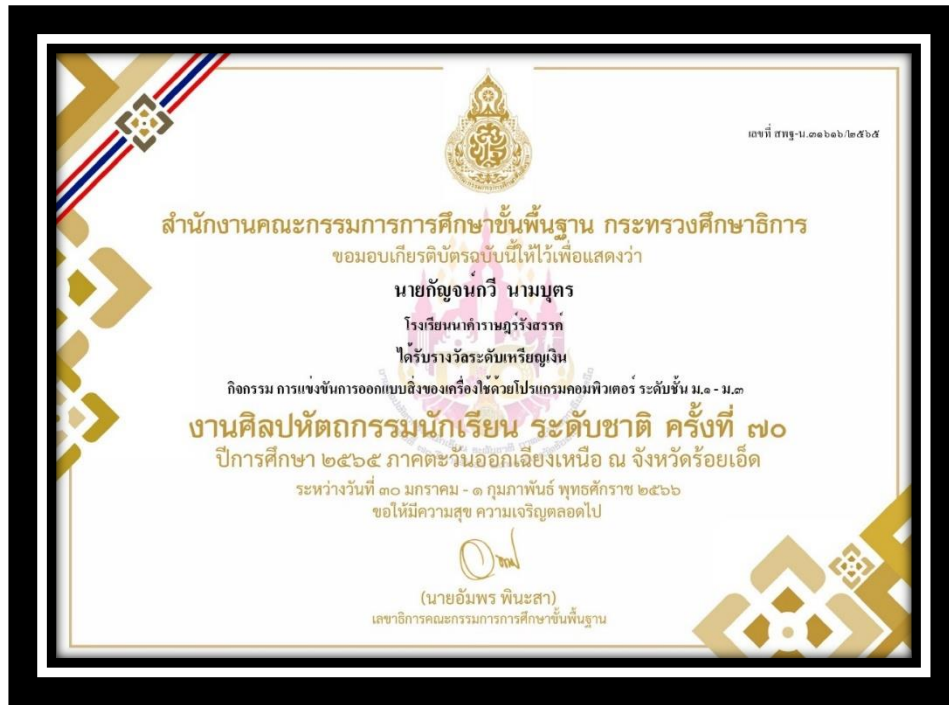 เลขที่ สพฐ-น.๓๑๖๑๖/๒๕๖๕
สำนักงานคณะกรรมการการศึกษาขั้นพื้นฐาน กระทรวงศึกษาธิการ
ขอมอบเกียรติบัตรฉบับนี้ให้ไว้เพื่อแสดงว่า
นายกัญจน์กวี นามบุตร
โรงเรียนนาคำราษฎร์รังสรรค์
ได้รับรางวัลระดับเหรียญเงิน
กิจกรรม การแข่งขันการออกแบบสิ่งของเครื่องใช้ด้วยโปรแกรมคอมพิวเตอร์ ระดับชั้น ม.๑ - ม.๓
งานศิลปหัตถกรรมนักเรียน ระดับชาติ ครั้งที่ ๗๐
ปีการศึกษา ๒๕๖๕ ภาคตะวันออกเฉียงเหนือ ณ จังหวัดร้อยเอ็ด
ระหว่างวันที่ ๓๐ มกราคม - ๑ กุมภาพันธ์ พุทธศักราช ๒๕๖๖
ขอให้มีความสุข ความเจริญตลอดไป
(นายอัมพร พินะสา)
เลขาธิการคณะกรรมการการศึกษาขั้นพื้นฐาน